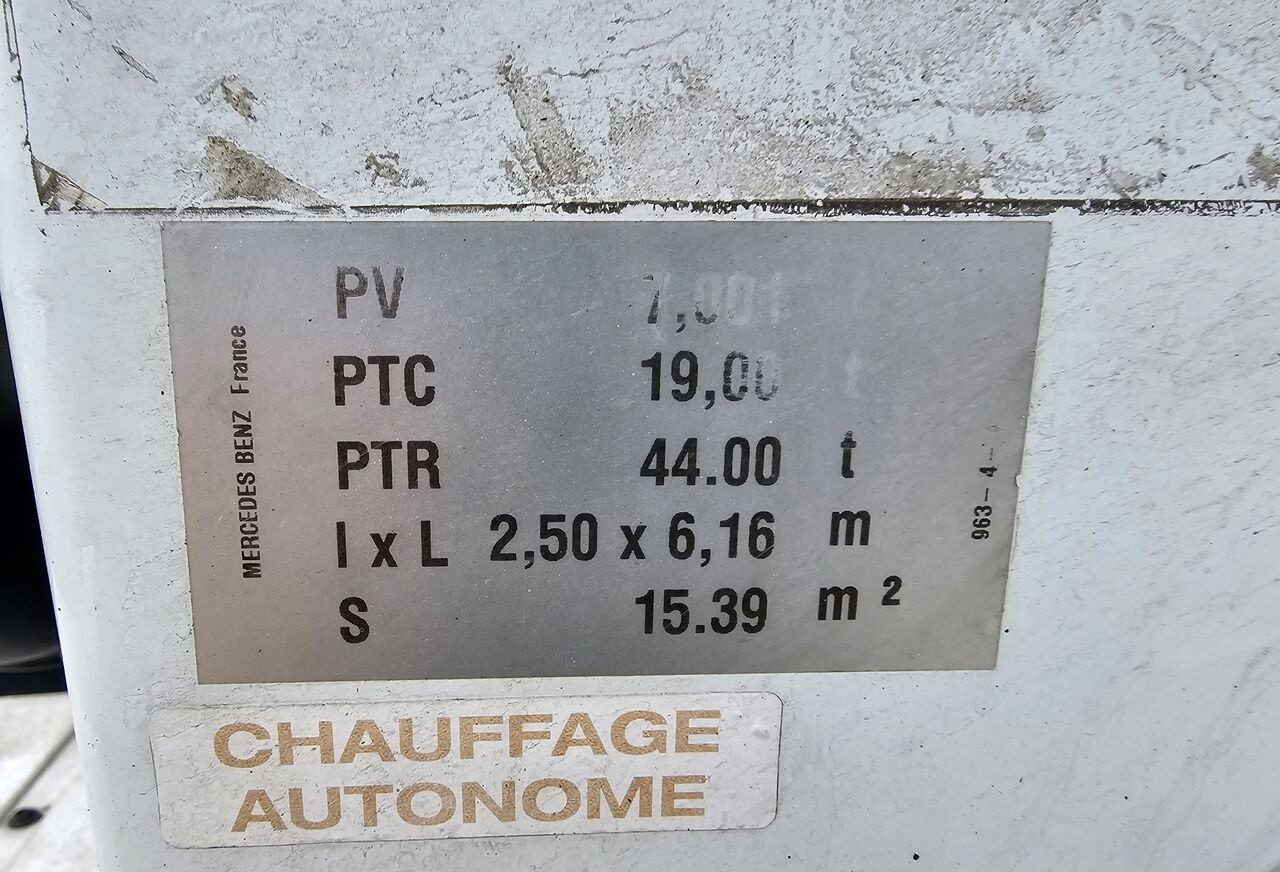 PV 7,001 t
PTC 19,00 t
PTR 44.00 t
l x L 2,50 x 6,16 m
S 15.39 m²
MERCEDES BENZ France
963-4-
CHAUFFAGE
AUTONOME